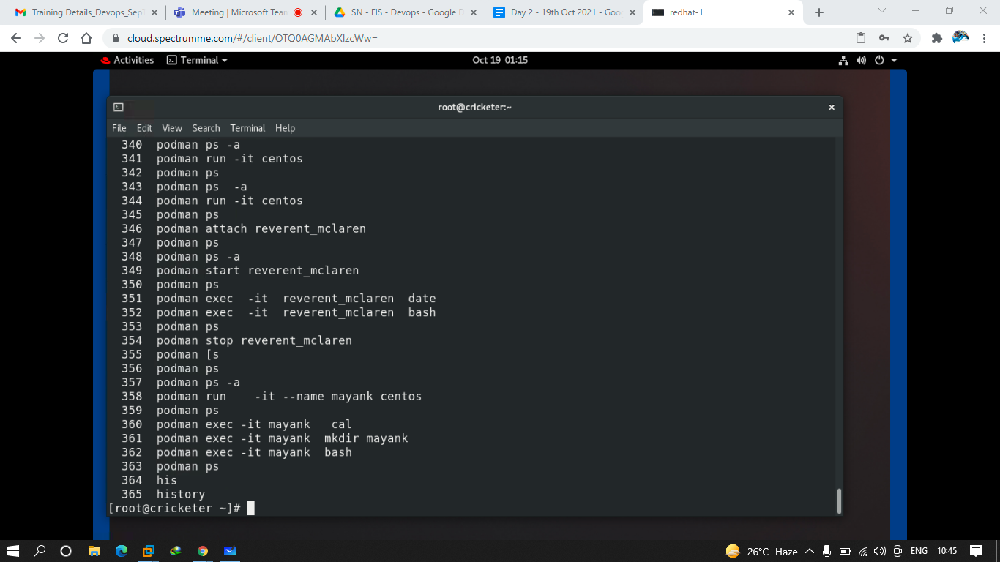 Training Details_Devops_Sep
Meeting | Microsoft Tean
SN - FIS - Devops - Google D
Day 2 - 19th Oct 2021 - Goo
redhat-1
cloud.spectrumme.com/#/client/OTQ0AGMAbXlzcWw=
Activities
Terminal
Oct 19 01:15
root@cricketer:~
File Edit View Search Terminal Help
340 podman ps -a
341 podman run -it centos
342 podman ps
343 podman ps  -a
344 podman run -it centos
345 podman ps
346 podman attach reverent_mclaren
347 podman ps
348 podman ps -a
349 podman start reverent_mclaren
350 podman ps
351 podman exec  -it  reverent_mclaren  date
352 podman exec  -it  reverent_mclaren  bash
353 podman ps
354 podman stop reverent_mclaren
355 podman [s
356 podman ps
357 podman ps -a
358 podman run    -it --name mayank centos
359 podman ps
360 podman exec -it mayank   cal
361 podman exec -it mayank  mkdir mayank
362 podman exec -it mayank  bash
363 podman ps
364 his
365 history
[root@cricketer ~]#
26°C Haze
ENG
10:45